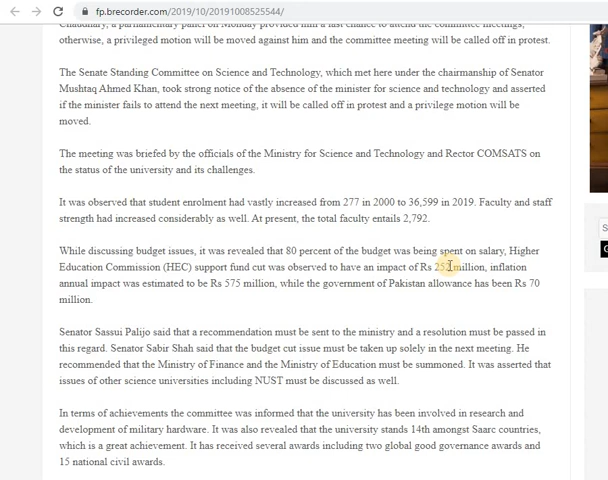 fp.brecorder.com/2019/10/20191008525544/
Chaudhary, a parliamentary panel on Monday provided him a last chance to attend the committee meetings,
otherwise, a privileged motion will be moved against him and the committee meeting will be called off in protest.
The Senate Standing Committee on Science and Technology, which met here under the chairmanship of Senator
Mushtaq Ahmed Khan, took strong notice of the absence of the minister for science and technology and asserted
if the minister fails to attend the next meeting, it will be called off in protest and a privilege motion will be
moved.
The meeting was briefed by the officials of the Ministry for Science and Technology and Rector COMSATS on
the status of the university and its challenges.
It was observed that student enrolment had vastly increased from 277 in 2000 to 36,599 in 2019. Faculty and staff
strength had increased considerably as well. At present, the total faculty entails 2,792.
While discussing budget issues, it was revealed that 80 percent of the budget was being spent on salary, Higher
Education Commission (HEC) support fund cut was observed to have an impact of Rs 252 million, inflation
annual impact was estimated to be Rs 575 million, while the government of Pakistan allowance has been Rs 70
million.
Senator Sassui Palijo said that a recommendation must be sent to the ministry and a resolution must be passed in
this regard. Senator Sabir Shah said that the budget cut issue must be taken up solely in the next meeting. He
recommended that the Ministry of Finance and the Ministry of Education must be summoned. It was asserted that
issues of other science universities including NUST must be discussed as well.
In terms of achievements the committee was informed that the university has been involved in research and
development of military hardware. It was also revealed that the university stands 14th amongst Saarc countries,
which is a great achievement. It has received several awards including two global good governance awards and
15 national civil awards.